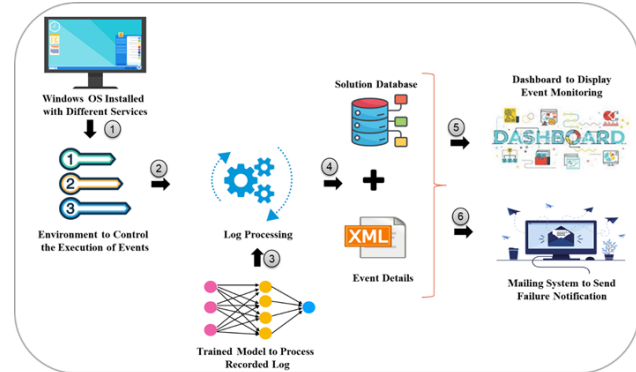 Windows OS Installed
with Different Services
1
1
2
3
Environment to Control
the Execution of Events
2
Log Processing
3
Trained Model to Process
Recorded Log
4
Solution Database
+
XML
Event Details
5
Dashboard to Display
Event Monitoring
DASHBOARD
6
Mailing System to Send
Failure Notification